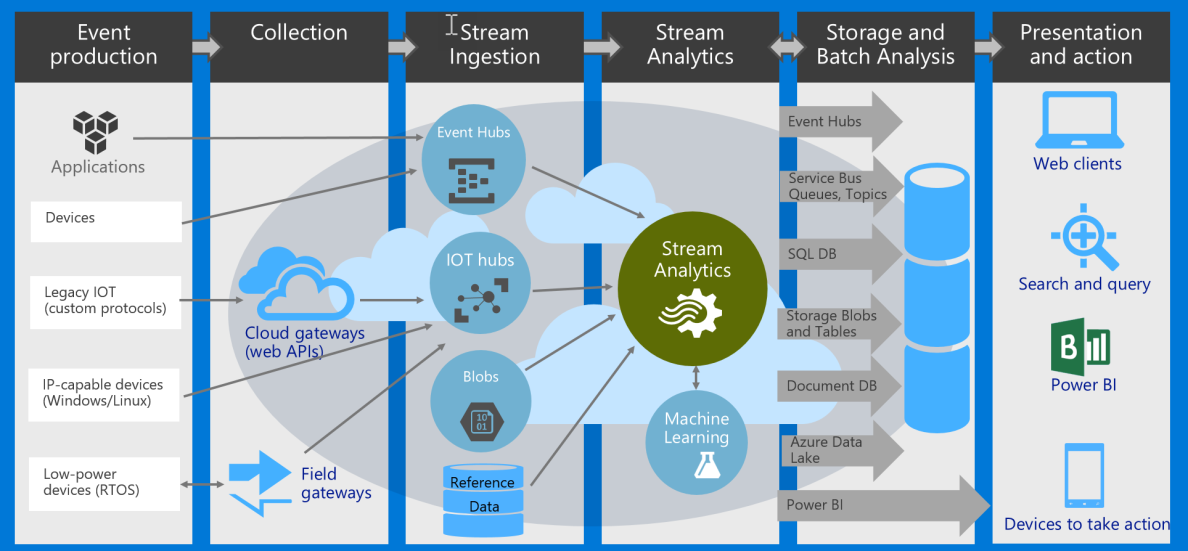 Event
production
Collection
Stream
Ingestion
Stream
Analytics
Storage and
Batch Analysis
Presentation
and action
Applications
Devices
Legacy IOT
(custom protocols)
IP-capable devices
(Windows/Linux)
Low-power
devices (RTOS)
Cloud gateways
(web APIs)
Field
gateways
Event Hubs
IOT hubs
Blobs
10
01
Reference
Data
Stream
Analytics
Machine
Learning
Event Hubs
Service Bus
Queues, Topics
SQL DB
Storage Blobs
and Tables
Document DB
Azure Data
Lake
Power BI
Web clients
Search and query
B
Power BI
Devices to take action